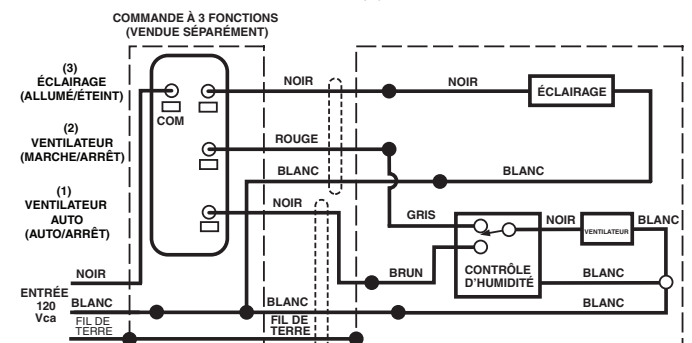 COMMANDE À 3 FONCTIONS
(VENDUE SÉPARÉMENT)
(3)
ÉCLAIRAGE
(ALLUMÉ/ÉTEINT)
COM
NOIR
NOIR
ÉCLAIRAGE
(2)
VENTILATEUR
(MARCHE/ARRÊT)
ROUGE
BLANC
BLANC
(1)
VENTILATEUR
AUTO
(AUTO/ARRÊT)
NOIR
GRIS
NOIR
VENTILATEUR
BLANC
BRUN
CONTRÔLE
D'HUMIDITÉ
BLANC
NOIR
ENTRÉE
120
Vca
BLANC
BLANC
BLANC
FIL DE
TERRE
FIL DE
TERRE